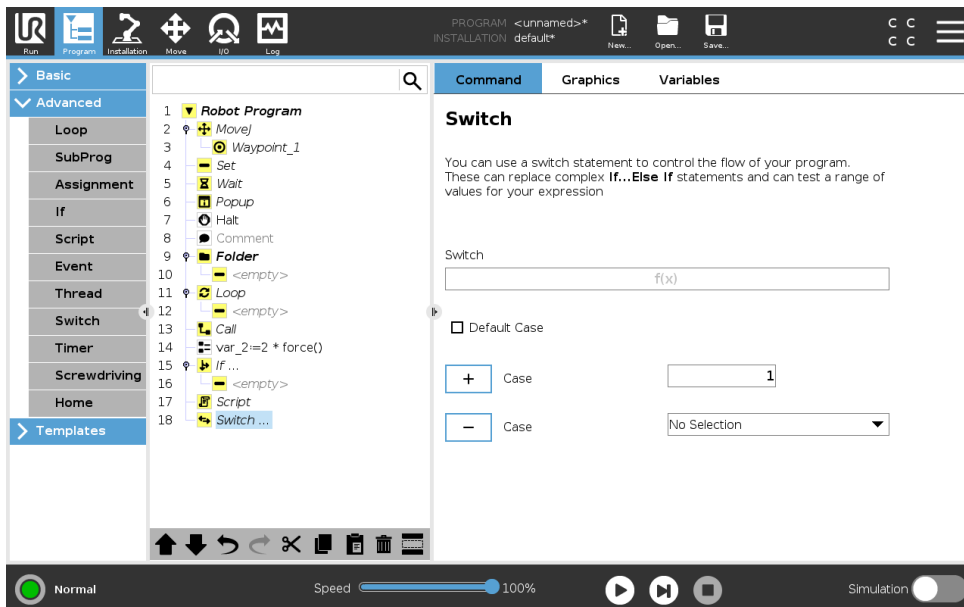 UR
PROGRAM <unnamed>*
INSTALLATION default*
Run Program Installation Move I/O Log New... Open... Save...
C C
C C
Basic
Advanced
Loop
SubProg
Assignment
If
Script
Event
Thread
Switch
Timer
Screwdriving
Home
Templates
1 Robot Program
2 MoveJ
3 Waypoint_1
4 Set
5 Wait
6 Popup
7 Halt
8 Comment
9 Folder
10 <empty>
11 Loop
12 <empty>
13 Call
14 var_2:=2 * force()
15 If ...
16 <empty>
17 Script
18 Switch ...
Command Graphics Variables
Switch
You can use a switch statement to control the flow of your program.
These can replace complex If...Else If statements and can test a range of
values for your expression
Switch
f(x)
Default Case
+ Case 1
− Case No Selection
Normal Speed 100% Simulation